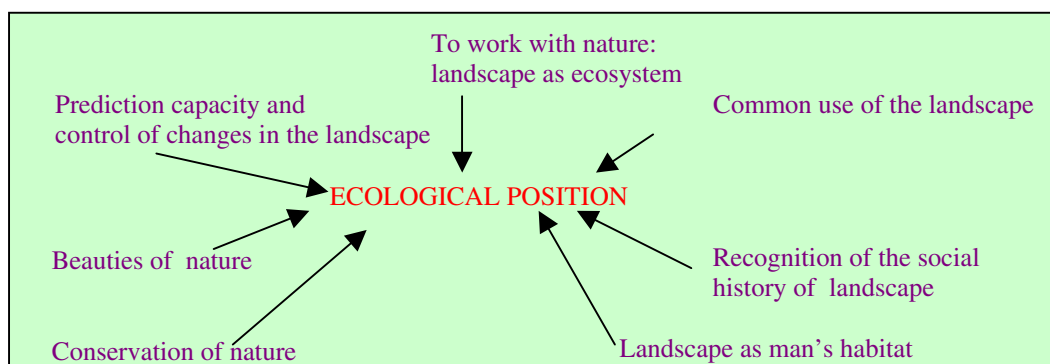 To work with nature:
landscape as ecosystem
Prediction capacity and
control of changes in the landscape
Common use of the landscape
ECOLOGICAL POSITION
Beauties of nature
Recognition of the social
history of landscape
Conservation of nature
Landscape as man's habitat